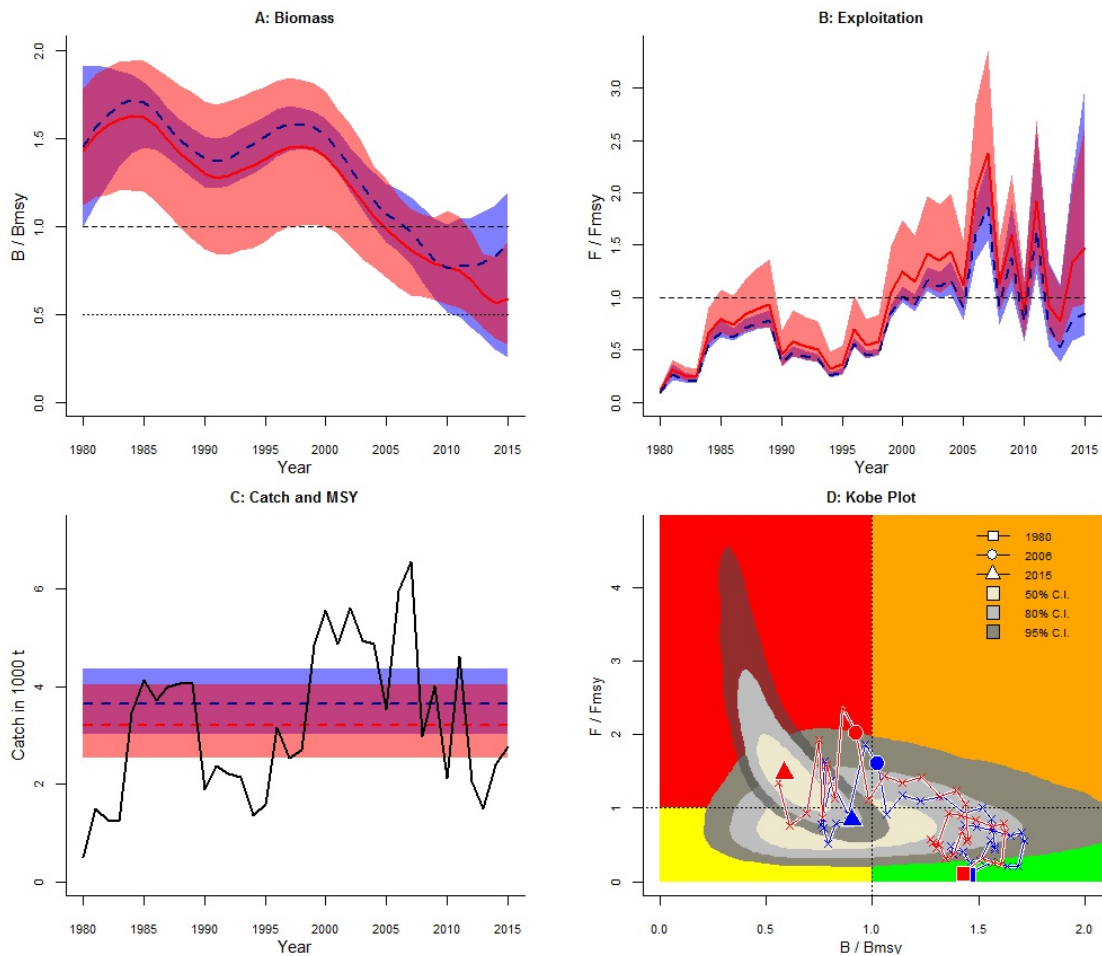 A: Biomass
B / Bmsy
2.0
1.5
1.0
0.5
0.0
1980 1985 1990 1995 2000 2005 2010 2015
Year
B: Exploitation
F / Fmsy
3.0
2.5
2.0
1.5
1.0
0.5
0.0
1980 1985 1990 1995 2000 2005 2010 2015
Year
C: Catch and MSY
Catch in 1000 t
6
4
2
0
1980 1985 1990 1995 2000 2005 2010 2015
Year
D: Kobe Plot
F / Fmsy
4
3
2
1
0
1980
2006
2015
50% C.I.
80% C.I.
95% C.I.
0.0 0.5 1.0 1.5 2.0
B / Bmsy